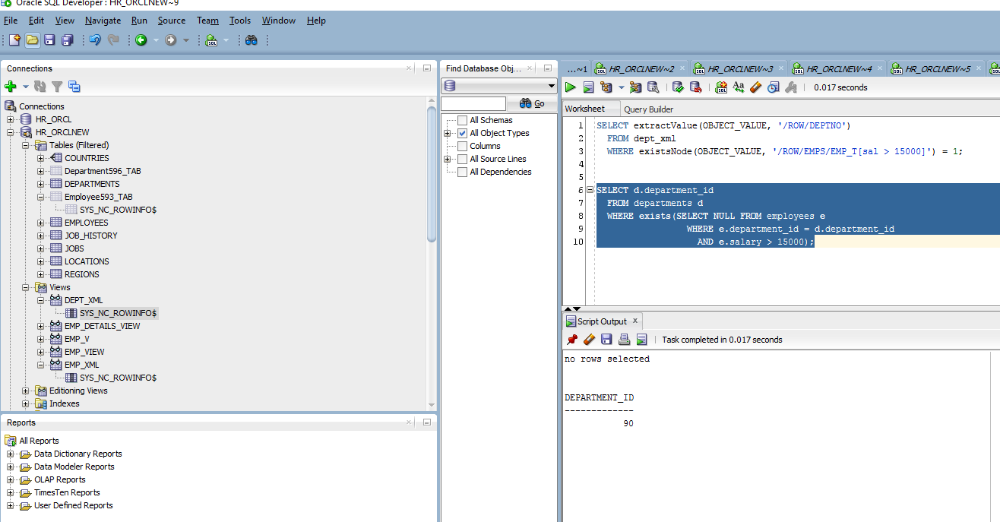 Oracle SQL Developer : HR_ORCLNEW~9
File Edit View Navigate Run Source Team Tools Window Help
Connections
Connections
HR_ORCL
HR_ORCLNEW
Tables (Filtered)
COUNTRIES
Department596_TAB
DEPARTMENTS
Employee593_TAB
SYS_NC_ROWINFO$
EMPLOYEES
JOB_HISTORY
JOBS
LOCATIONS
REGIONS
Views
DEPT_XML
SYS_NC_ROWINFO$
EMP_DETAILS_VIEW
EMP_V
EMP_VIEW
EMP_XML
SYS_NC_ROWINFO$
Editioning Views
Indexes
Reports
All Reports
Data Dictionary Reports
Data Modeler Reports
OLAP Reports
TimesTen Reports
User Defined Reports
Find Database Obj...
Go
All Schemas
All Object Types
Columns
All Source Lines
All Dependencies
...~1 HR_ORCLNEW~2 HR_ORCLNEW~3 HR_ORCLNEW~4 HR_ORCLNEW~5
SQL 0.017 seconds
Worksheet Query Builder
1 SELECT extractValue(OBJECT_VALUE, '/ROW/DEPTNO')
2 FROM dept_xml
3 WHERE existsNode(OBJECT_VALUE, '/ROW/EMPS/EMP_T[sal > 15000]') = 1;
4
5
6 SELECT d.department_id
7 FROM departments d
8 WHERE exists(SELECT NULL FROM employees e
9 WHERE e.department_id = d.department_id
10 AND e.salary > 15000);
Script Output x
Task completed in 0.017 seconds
no rows selected
DEPARTMENT_ID
-------------
90